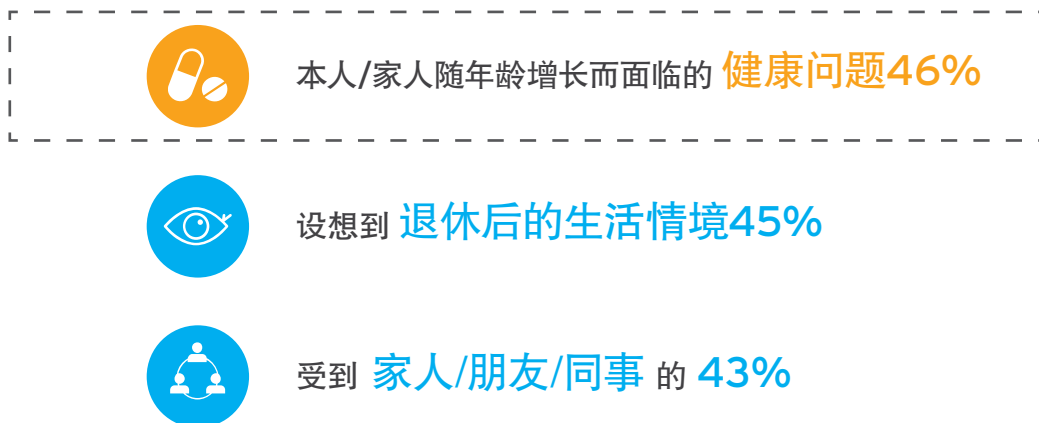 本人/家人随年龄增长而面临的 健康问题46%
设想到 退休后的生活情境45%
受到 家人/朋友/同事 的 43%